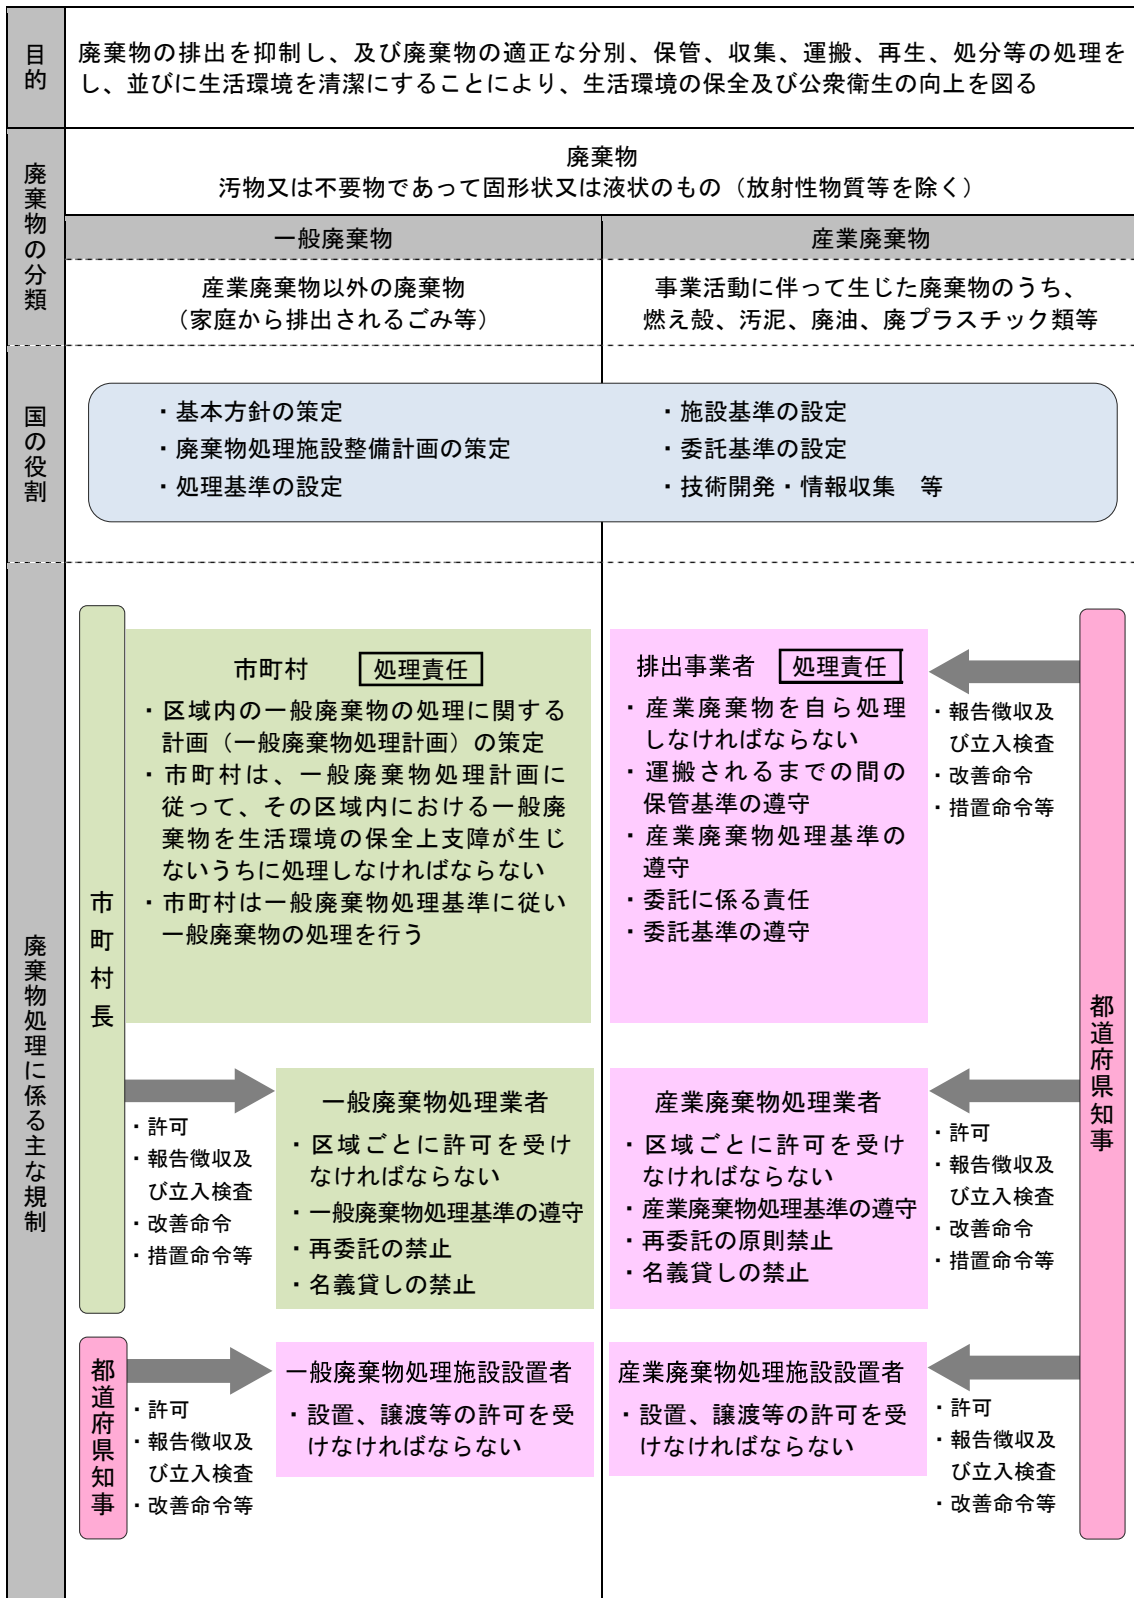 目的
廃棄物の排出を抑制し、及び廃棄物の適正な分別、保管、収集、運搬、再生、処分等の処理を
し、並びに生活環境を清潔にすることにより、生活環境の保全及び公衆衛生の向上を図る
廃棄物の分類
廃棄物
汚物又は不要物であって固形状又は液状のもの（放射性物質等を除く）
一般廃棄物
産業廃棄物以外の廃棄物
（家庭から排出されるごみ等）
産業廃棄物
事業活動に伴って生じた廃棄物のうち、
燃え殻、汚泥、廃油、廃プラスチック類等
国の役割
・基本方針の策定
・廃棄物処理施設整備計画の策定
・処理基準の設定
・施設基準の設定
・委託基準の設定
・技術開発・情報収集　等
廃棄物処理に係る主な規制
市町村長
市町村
処理責任
・区域内の一般廃棄物の処理に関する
計画（一般廃棄物処理計画）の策定
・市町村は、一般廃棄物処理計画に
従って、その区域内における一般廃
棄物を生活環境の保全上支障が生じ
ないうちに処理しなければならない
・市町村は一般廃棄物処理基準に従い
一般廃棄物の処理を行う
排出事業者
処理責任
・産業廃棄物を自ら処理
しなければならない
・運搬されるまでの間の
保管基準の遵守
・産業廃棄物処理基準の
遵守
・委託に係る責任
・委託基準の遵守
・報告徴収及
び立入検査
・改善命令
・措置命令等
都道府県知事
・許可
・報告徴収及
び立入検査
・改善命令
・措置命令等
一般廃棄物処理業者
・区域ごとに許可を受け
なければならない
・一般廃棄物処理基準の遵守
・再委託の禁止
・名義貸しの禁止
産業廃棄物処理業者
・区域ごとに許可を受け
なければならない
・産業廃棄物処理基準の遵守
・再委託の原則禁止
・名義貸しの禁止
・許可
・報告徴収及
び立入検査
・改善命令
・措置命令等
都道府県知事
・許可
・報告徴収及
び立入検査
・改善命令等
一般廃棄物処理施設設置者
・設置、譲渡等の許可を受
けなければならない
産業廃棄物処理施設設置者
・設置、譲渡等の許可を受
けなければならない
・許可
・報告徴収及
び立入検査
・改善命令等